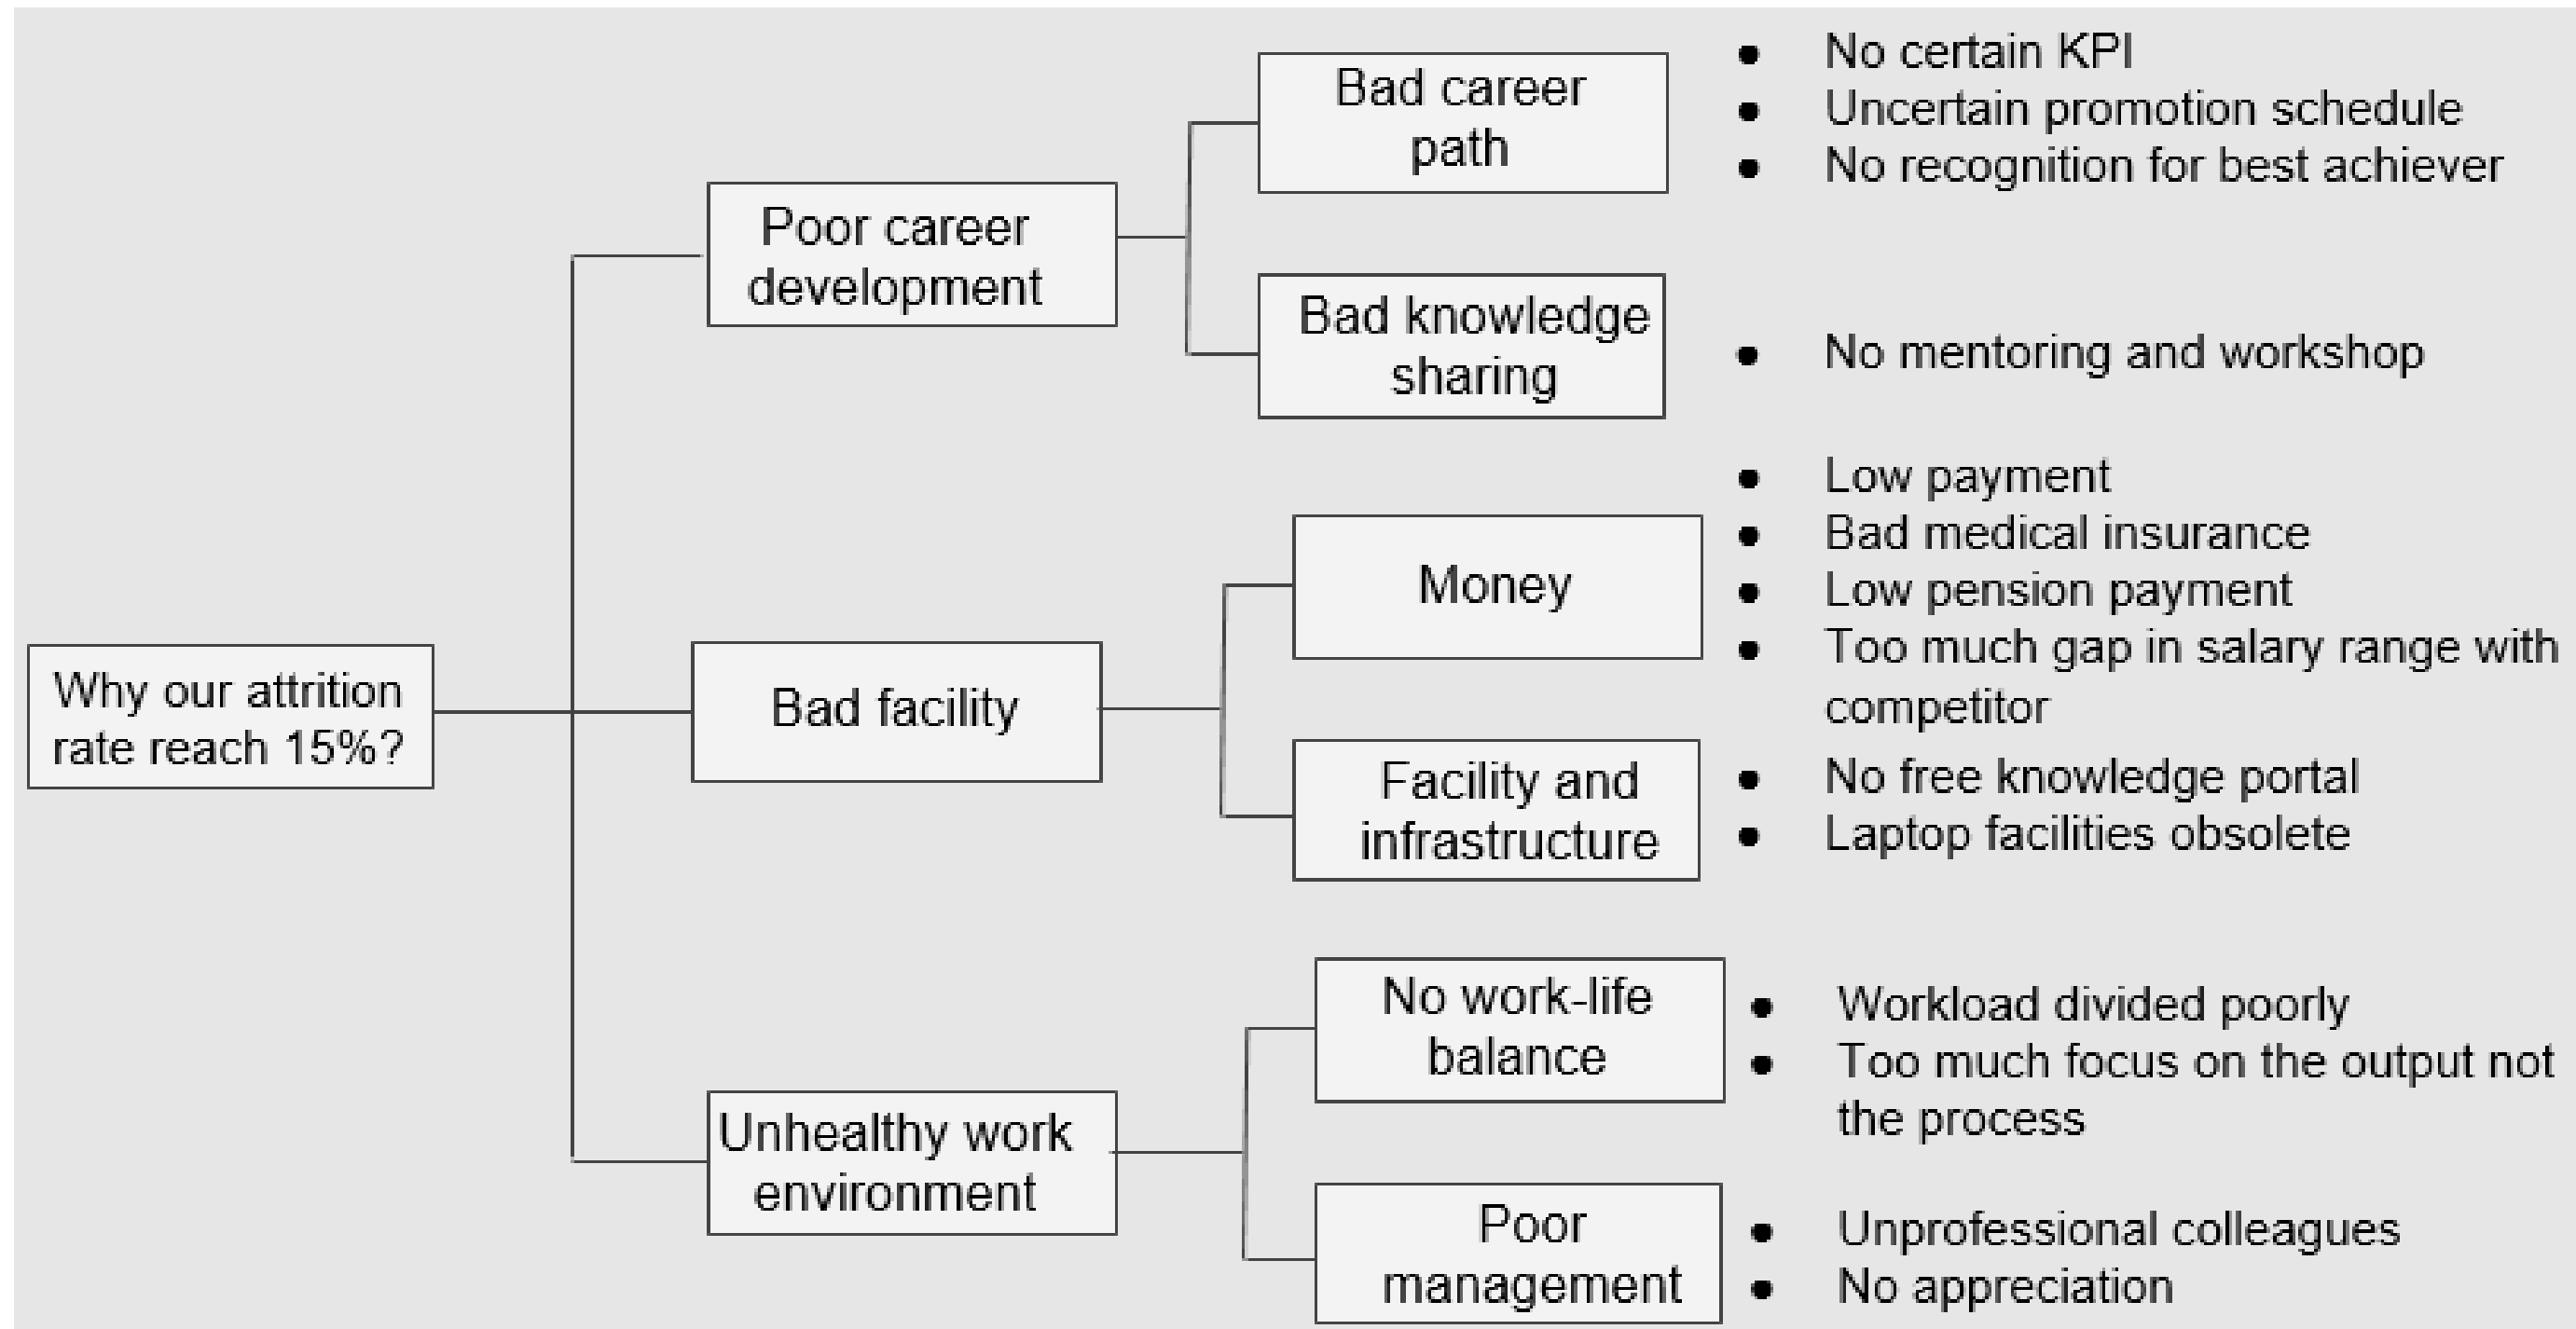 Why our attrition
rate reach 15%?
Poor career
development
Bad career
path
• No certain KPI
• Uncertain promotion schedule
• No recognition for best achiever
Bad knowledge
sharing
• No mentoring and workshop
Bad facility
Money
• Low payment
• Bad medical insurance
• Low pension payment
• Too much gap in salary range with
competitor
Facility and
infrastructure
• No free knowledge portal
• Laptop facilities obsolete
Unhealthy work
environment
No work-life
balance
• Workload divided poorly
• Too much focus on the output not
the process
Poor
management
• Unprofessional colleagues
• No appreciation